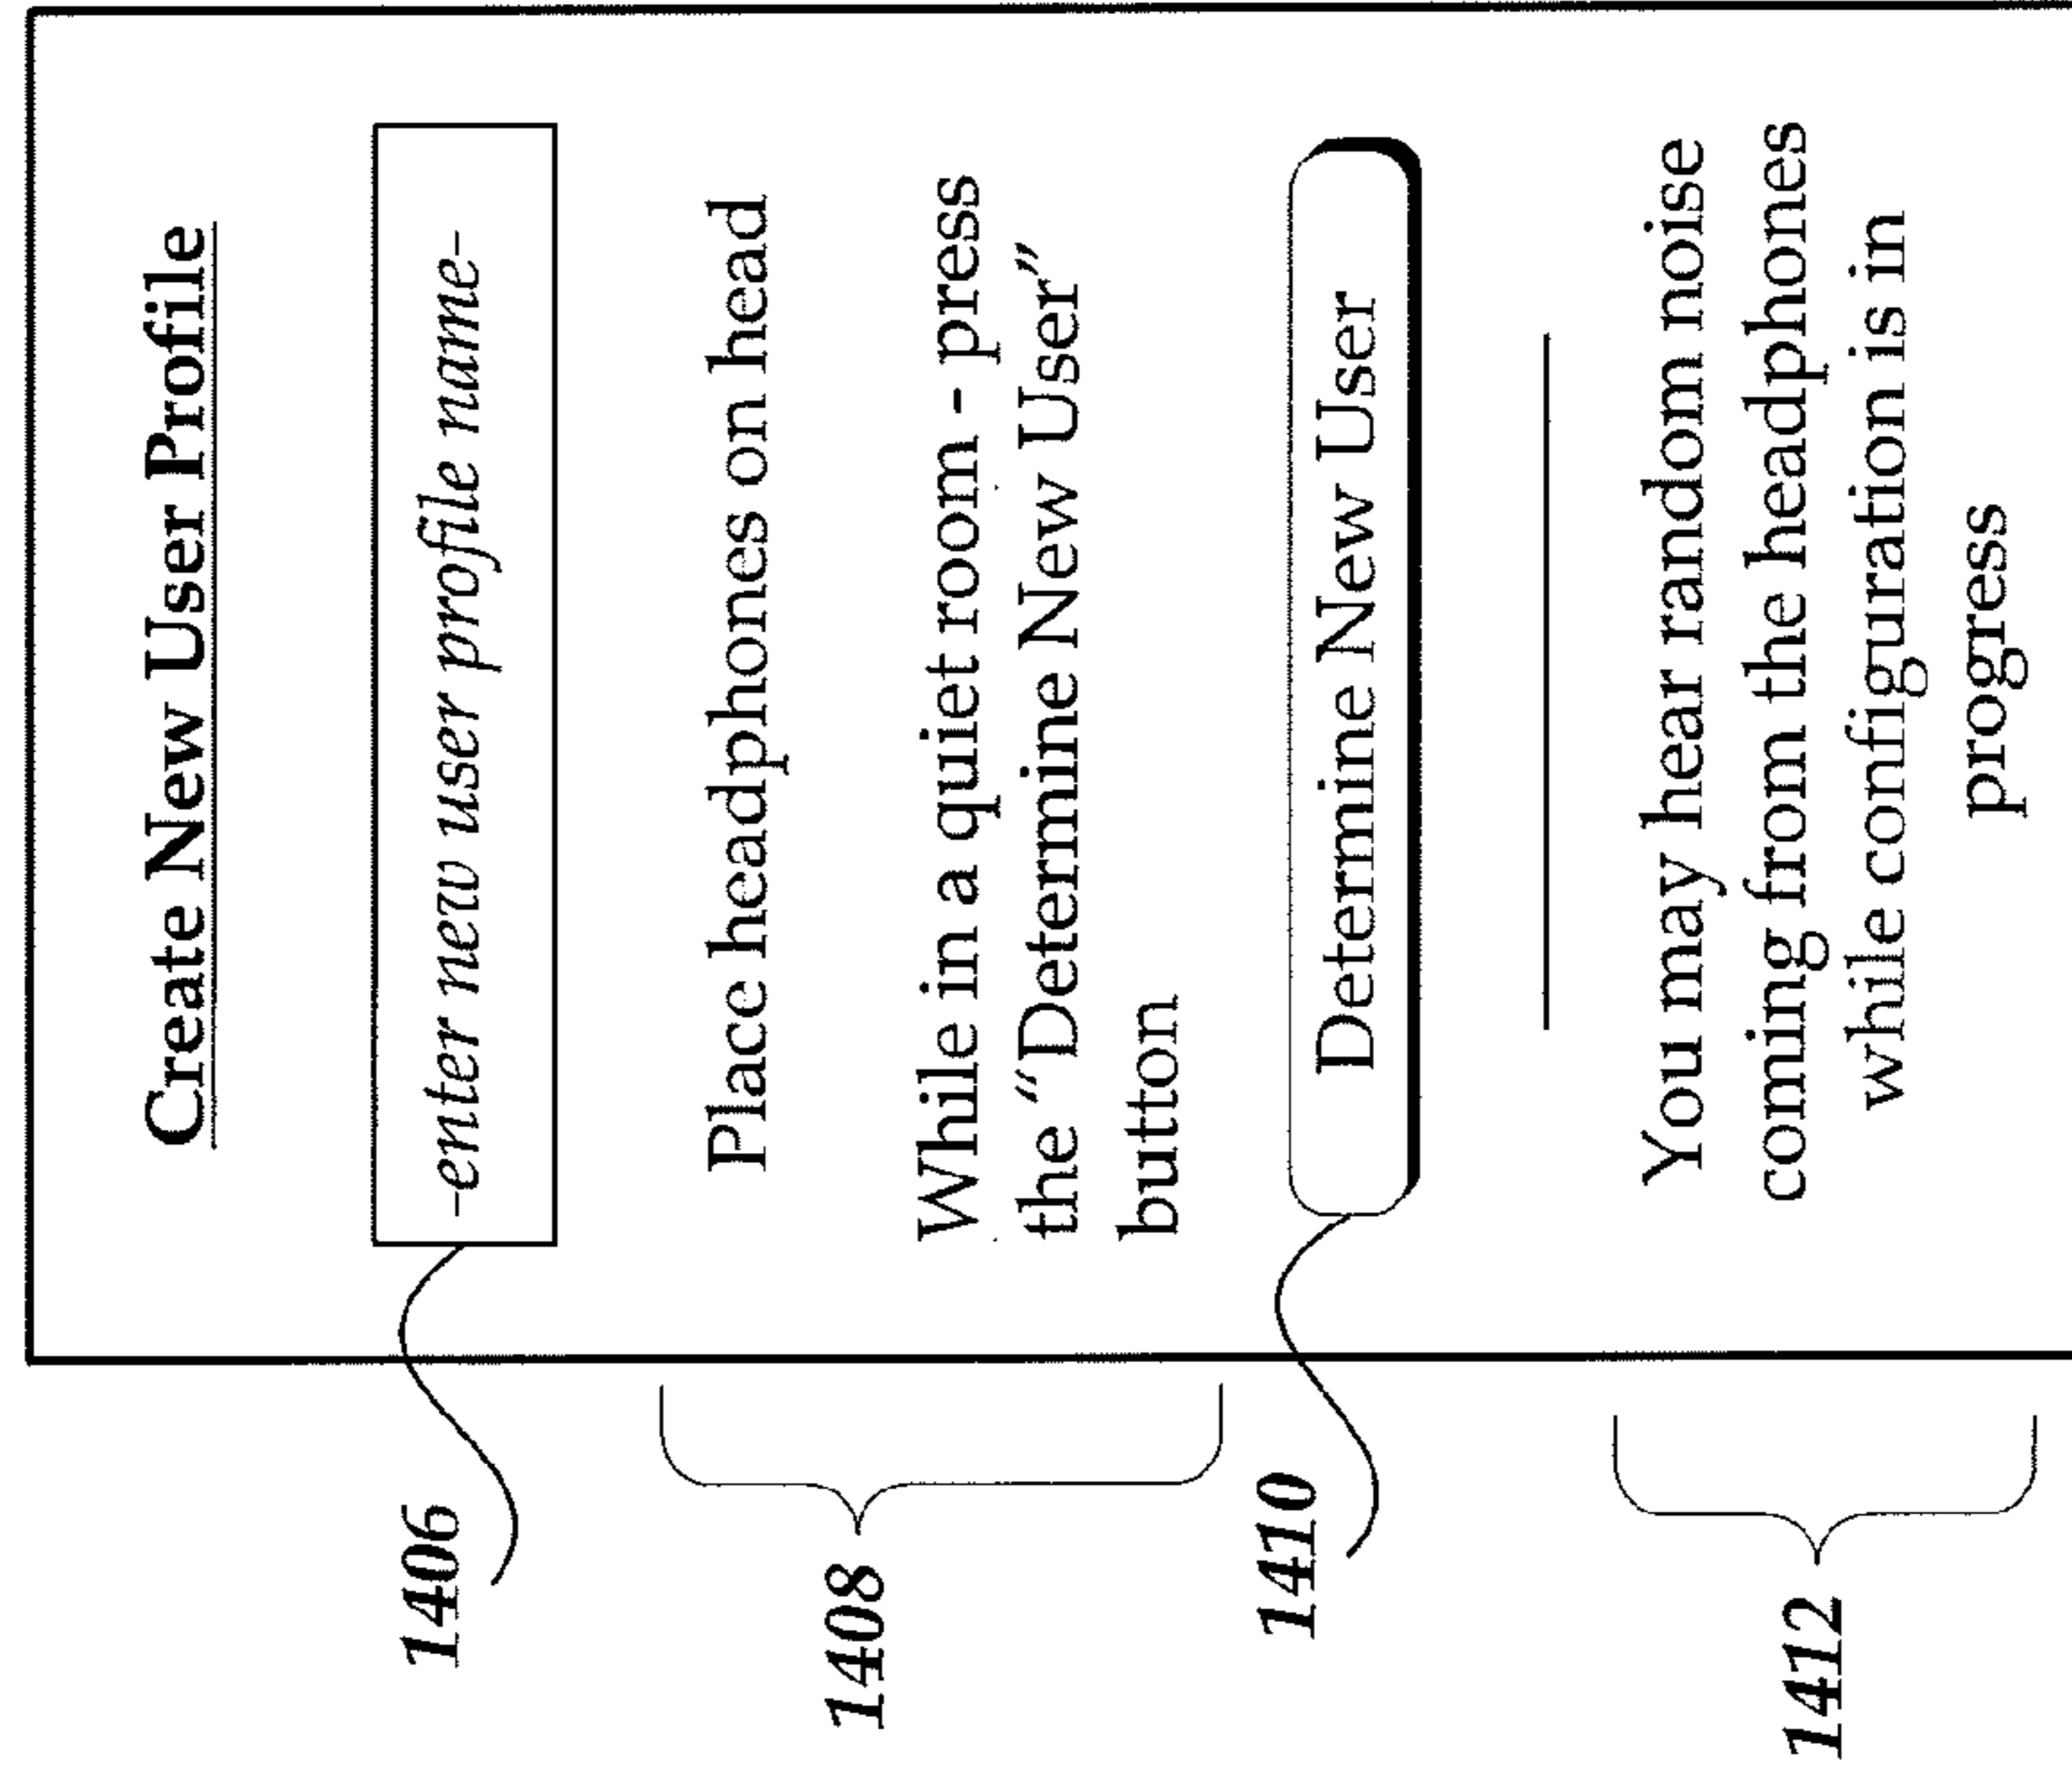 Create New User Profile
1406
-enter new user profile name-
Place headphones on head
1408
While in a quiet room - press
the "Determine New User"
button
1410
Determine New User
You may hear random noise
coming from the headphones
1412
while configuration is in
progress